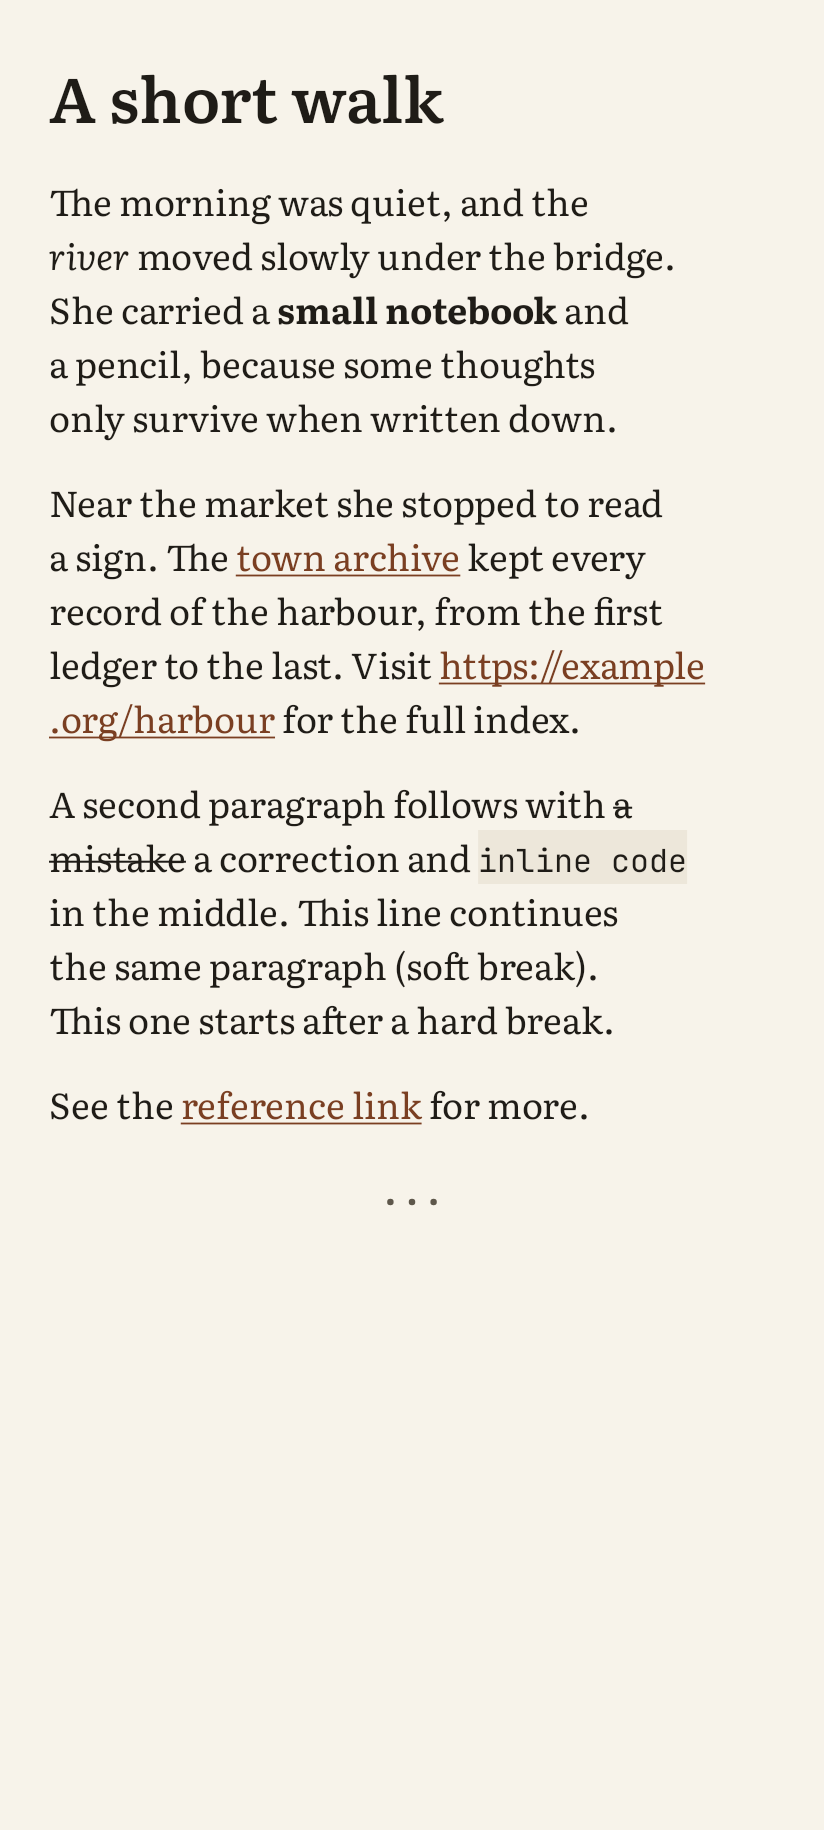 A short walk
The morning was quiet, and the
river moved slowly under the bridge.
She carried a small notebook and
a pencil, because some thoughts
only survive when written down.
Near the market she stopped to read
a sign. The town archive kept every
record of the harbour, from the first
ledger to the last. Visit https://example
.org/harbour for the full index.
A second paragraph follows with a
mistake a correction and inline code
in the middle. This line continues
the same paragraph (soft break).
This one starts after a hard break.
See the reference link for more.
• • •